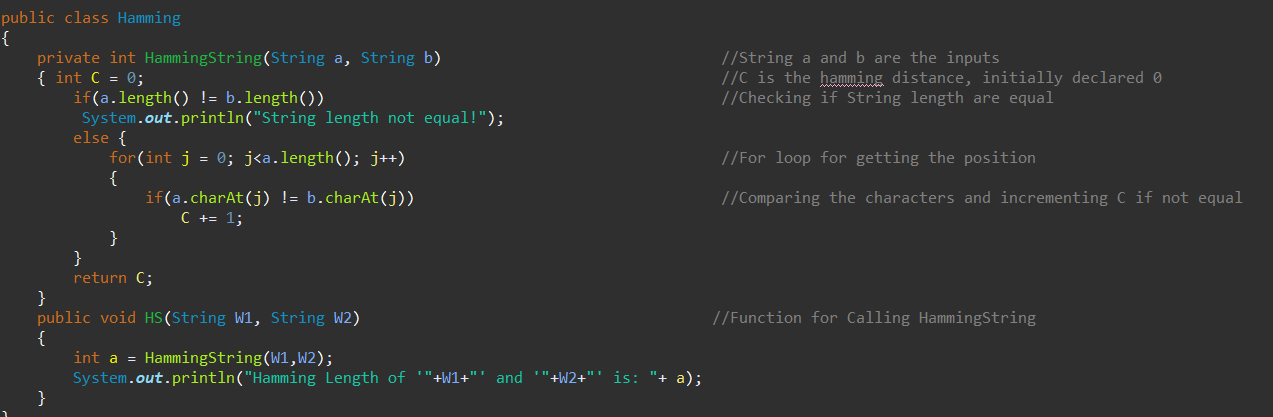 public class Hamming
{
private int HammingString(String a, String b) //String a and b are the inputs
{ int C = 0; //C is the hamming distance, initially declared 0
if(a.length() != b.length()) //Checking if String length are equal
System.out.println("String length not equal!");
else {
for(int j = 0; j<a.length(); j++) //For loop for getting the position
{
if(a.charAt(j) != b.charAt(j)) //Comparing the characters and incrementing C if not equal
C += 1;
}
}
return C;
}
public void HS(String W1, String W2) //Function for Calling HammingString
{
int a = HammingString(W1,W2);
System.out.println("Hamming Length of '"+W1+"' and '"+W2+"' is: "+ a);
}
}